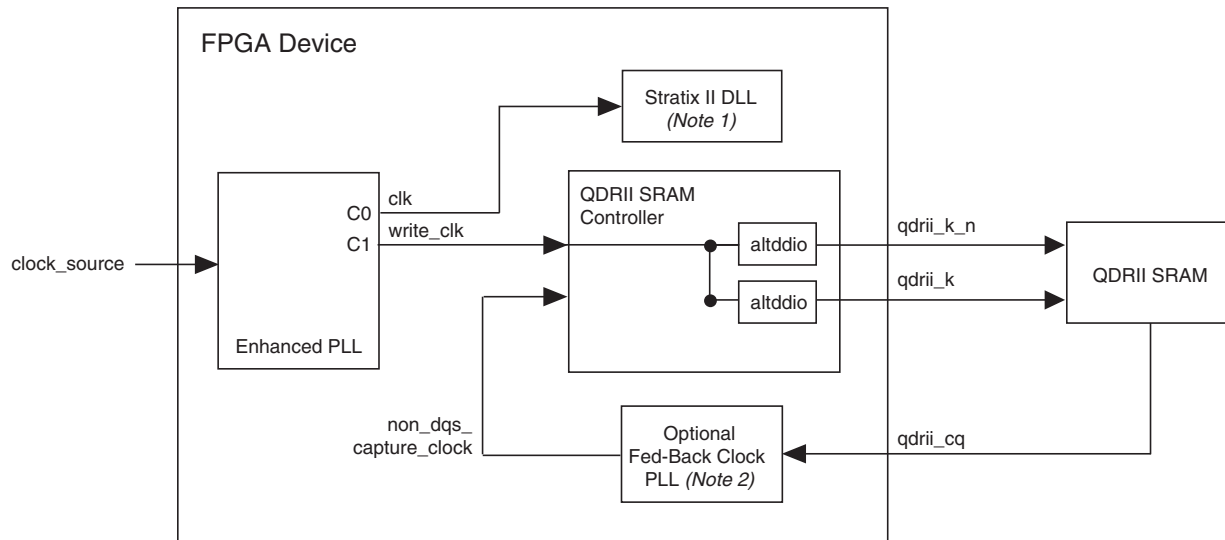 FPGA Device
Stratix II DLL
(Note 1)
clk
C0
write_clk
C1
clock_source
Enhanced PLL
QDRII SRAM
Controller
altddio
altddio
qdrii_k_n
qdrii_k
QDRII SRAM
non_dqs_
capture_clock
Optional
Fed-Back Clock
PLL (Note 2)
qdrii_cq